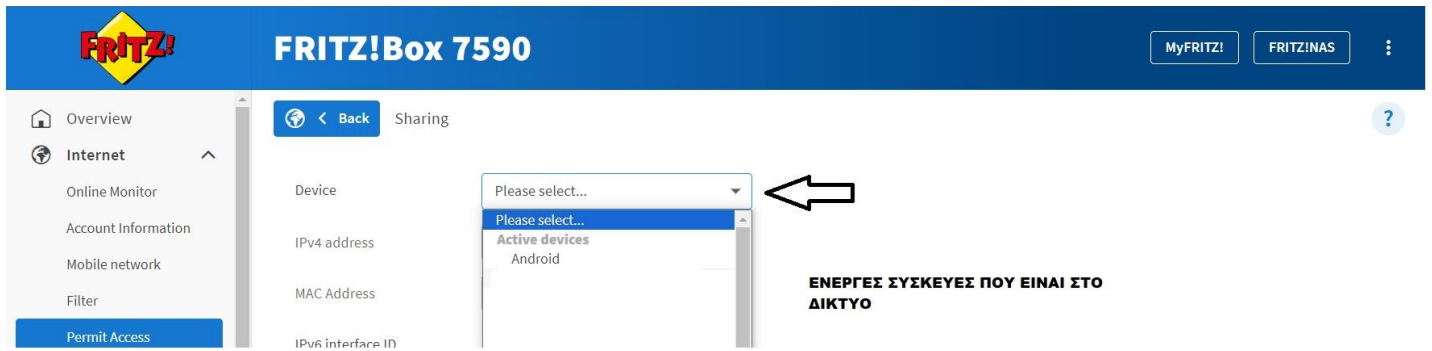 FRITZ!
FRITZ!Box 7590
MyFRITZ!
FRITZ!NAS
Overview
Internet
Online Monitor
Account Information
Mobile network
Filter
Permit Access
Back
Sharing
?
Device
Please select...
Please select...
Active devices
Android
IPv4 address
MAC Address
IPv6 interface ID
ΕΝΕΡΓΕΣ ΣΥΣΚΕΥΕΣ ΠΟΥ ΕΙΝΑΙ ΣΤΟ
ΔΙΚΤΥΟ